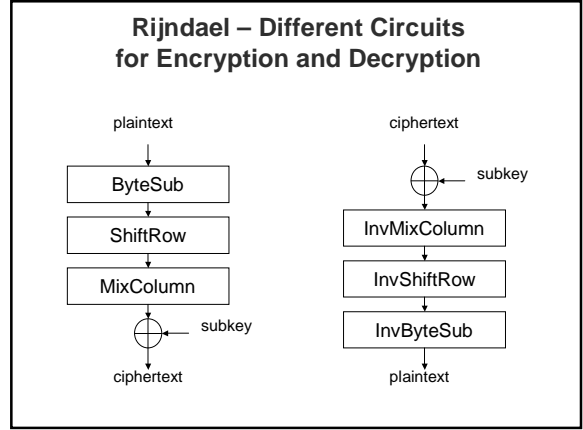 Rijndael – Different Circuits
for Encryption and Decryption
plaintext
ByteSub
ShiftRow
MixColumn
subkey
ciphertext
ciphertext
subkey
InvMixColumn
InvShiftRow
InvByteSub
plaintext